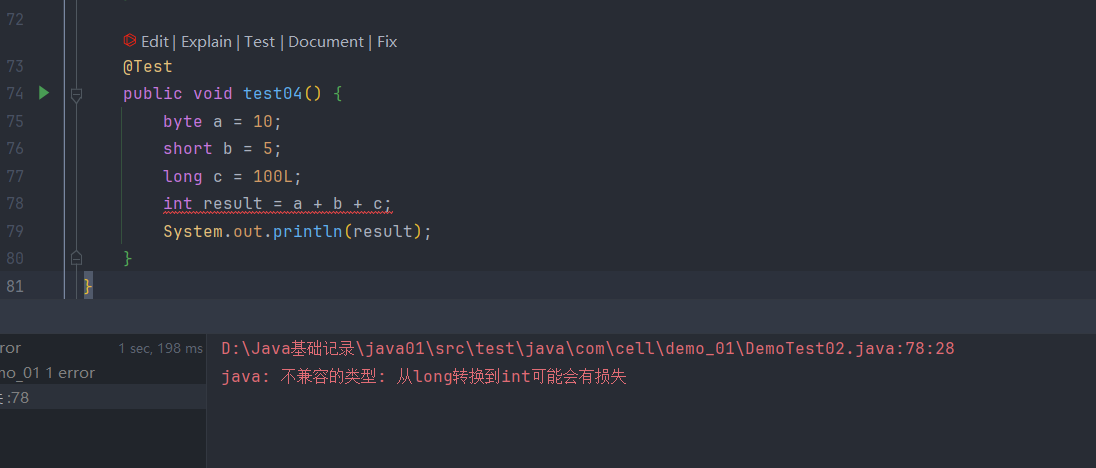 72
Edit | Explain | Test | Document | Fix
73 @Test
74 public void test04() {
75 byte a = 10;
76 short b = 5;
77 long c = 100L;
78 int result = a + b + c;
79 System.out.println(result);
80 }
81 }
ror 1 sec, 198 ms
mo_01 1 error
:78
D:\Java基础记录\java01\src\test\java\com\cell\demo_01\DemoTest02.java:78:28
java: 不兼容的类型: 从long转换到int可能会有损失